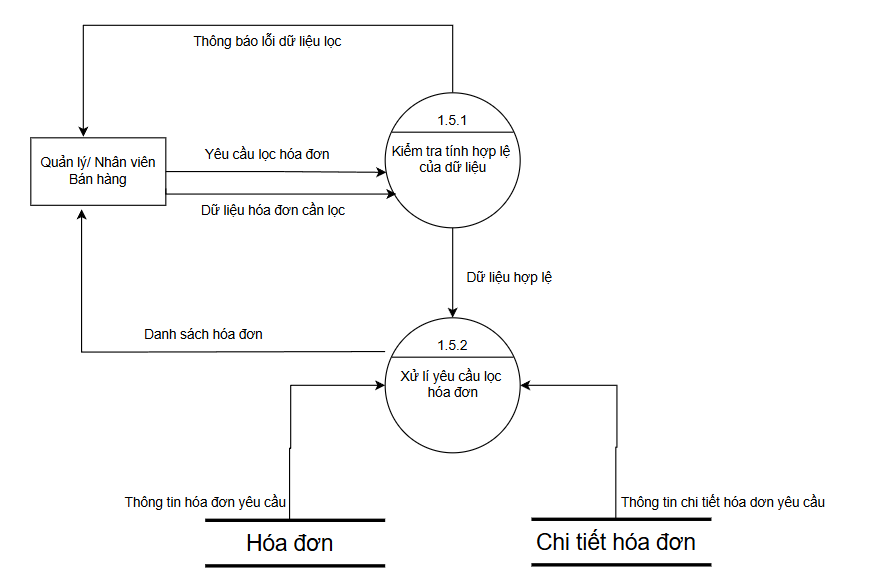 Thông báo lỗi dữ liệu lọc
1.5.1
Kiểm tra tính hợp lệ
của dữ liệu
Quản lý/ Nhân viên
Bán hàng
Yêu cầu lọc hóa đơn
Dữ liệu hóa đơn cần lọc
Dữ liệu hợp lệ
Danh sách hóa đơn
1.5.2
Xử lí yêu cầu lọc
hóa đơn
Thông tin hóa đơn yêu cầu
Thông tin chi tiết hóa dơn yêu cầu
Hóa đơn
Chi tiết hóa đơn